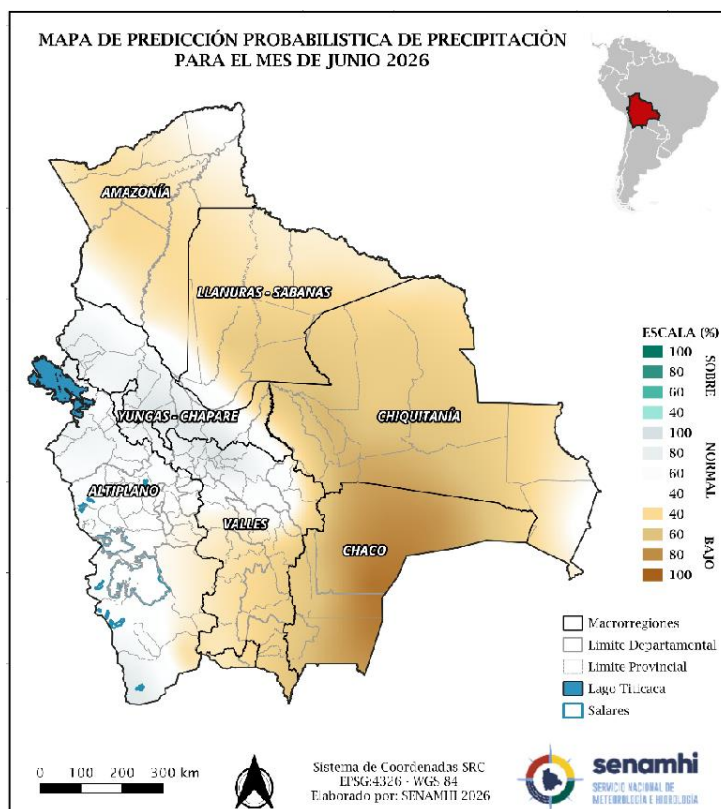 MAPA DE PREDICCIÓN PROBABILISTICA DE PRECIPITACIÓN
PARA EL MES DE JUNIO 2026
AMAZONÍA
LLANURAS - SABANAS
YUNGAS - CHAPARE
CHIQUITANÍA
ALTIPLANO
VALLES
CHACO
ESCALA (%)
100
80
60
40
SOBRE
100
80
60
40
NORMAL
40
60
80
100
BAJO
Macrorregiones
Limite Departamental
Limite Provincial
Lago Titicaca
Salares
0 100 200 300 km
Sistema de Coordenadas SRC
EPSG:4326 - WGS 84
Elaborado por: SENAMHI 2026
senamhi
SERVICIO NACIONAL DE
METEOROLOGÍA E HIDROLOGÍA